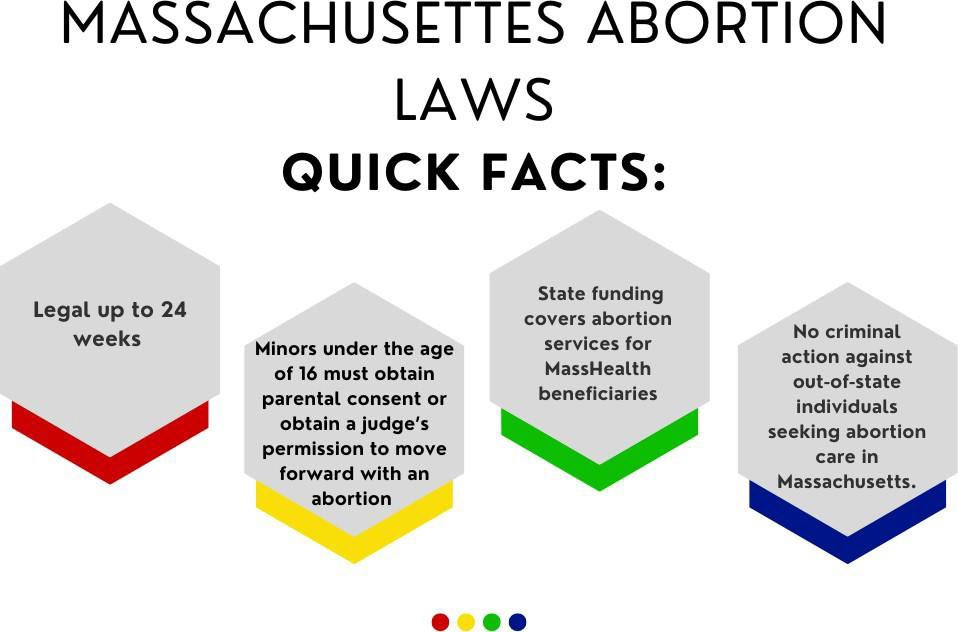 MASSACHUSETTES ABORTION
LAWS
QUICK FACTS:
Legal up to 24
weeks
Minors under the age
of 16 must obtain
parental consent or
obtain a judge's
permission to move
forward with an
abortion
State funding
covers abortion
services for
MassHealth
beneficiaries
No criminal
action against
out-of-state
individuals
seeking abortion
care in
Massachusetts.